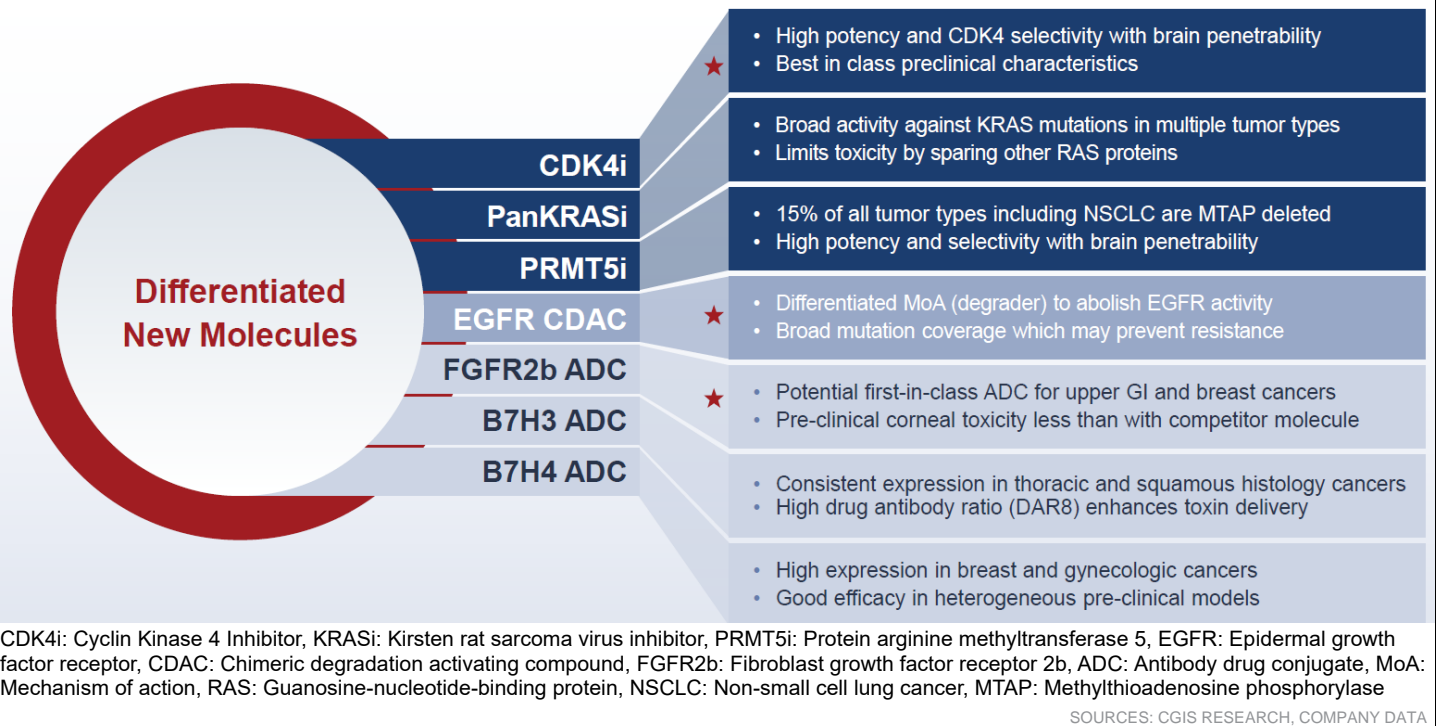 Differentiated
New Molecules
CDK4i
• High potency and CDK4 selectivity with brain penetrability
• Best in class preclinical characteristics
PanKRASi
• Broad activity against KRAS mutations in multiple tumor types
• Limits toxicity by sparing other RAS proteins
PRMT5i
• 15% of all tumor types including NSCLC are MTAP deleted
• High potency and selectivity with brain penetrability
EGFR CDAC
• Differentiated MoA (degrader) to abolish EGFR activity
• Broad mutation coverage which may prevent resistance
FGFR2b ADC
• Potential first-in-class ADC for upper GI and breast cancers
• Pre-clinical corneal toxicity less than with competitor molecule
B7H3 ADC
• Consistent expression in thoracic and squamous histology cancers
• High drug antibody ratio (DAR8) enhances toxin delivery
B7H4 ADC
• High expression in breast and gynecologic cancers
• Good efficacy in heterogeneous pre-clinical models
CDK4i: Cyclin Kinase 4 Inhibitor, KRASi: Kirsten rat sarcoma virus inhibitor, PRMT5i: Protein arginine methyltransferase 5, EGFR: Epidermal growth
factor receptor, CDAC: Chimeric degradation activating compound, FGFR2b: Fibroblast growth factor receptor 2b, ADC: Antibody drug conjugate, MoA:
Mechanism of action, RAS: Guanosine-nucleotide-binding protein, NSCLC: Non-small cell lung cancer, MTAP: Methylthioadenosine phosphorylase
SOURCES: CGIS RESEARCH, COMPANY DATA